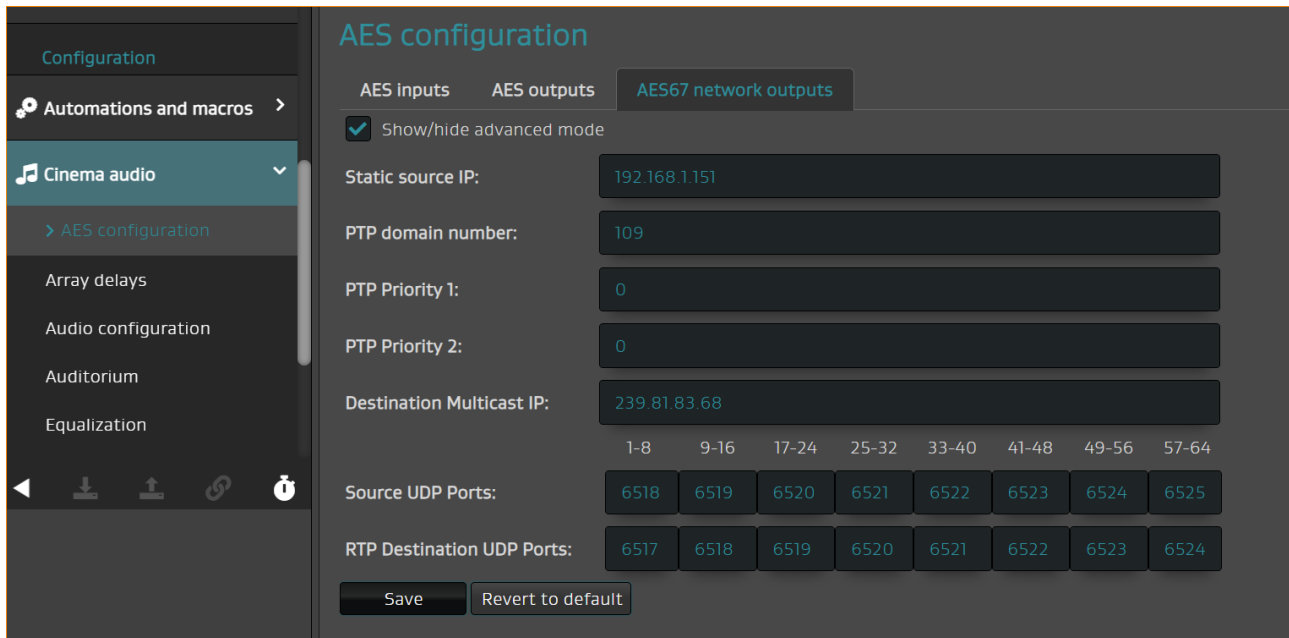 Configuration
Automations and macros
Cinema audio
> AES configuration
Array delays
Audio configuration
Auditorium
Equalization
AES configuration
AES inputs AES outputs AES67 network outputs
Show/hide advanced mode
Static source IP: 192.168.1.151
PTP domain number: 109
PTP Priority 1: 0
PTP Priority 2: 0
Destination Multicast IP: 239.81.83.68
1-8 9-16 17-24 25-32 33-40 41-48 49-56 57-64
Source UDP Ports: 6518 6519 6520 6521 6522 6523 6524 6525
RTP Destination UDP Ports: 6517 6518 6519 6520 6521 6522 6523 6524
Save Revert to default